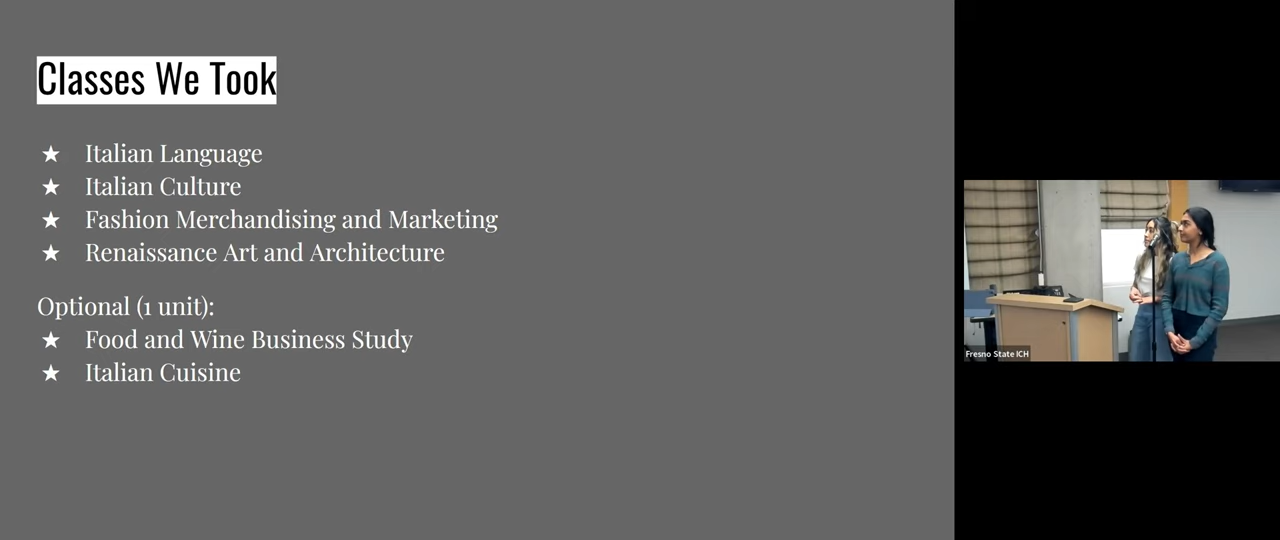 Classes We Took
★ Italian Language
★ Italian Culture
★ Fashion Merchandising and Marketing
★ Renaissance Art and Architecture
Optional (1 unit):
★ Food and Wine Business Study
★ Italian Cuisine
Fresno State ICH